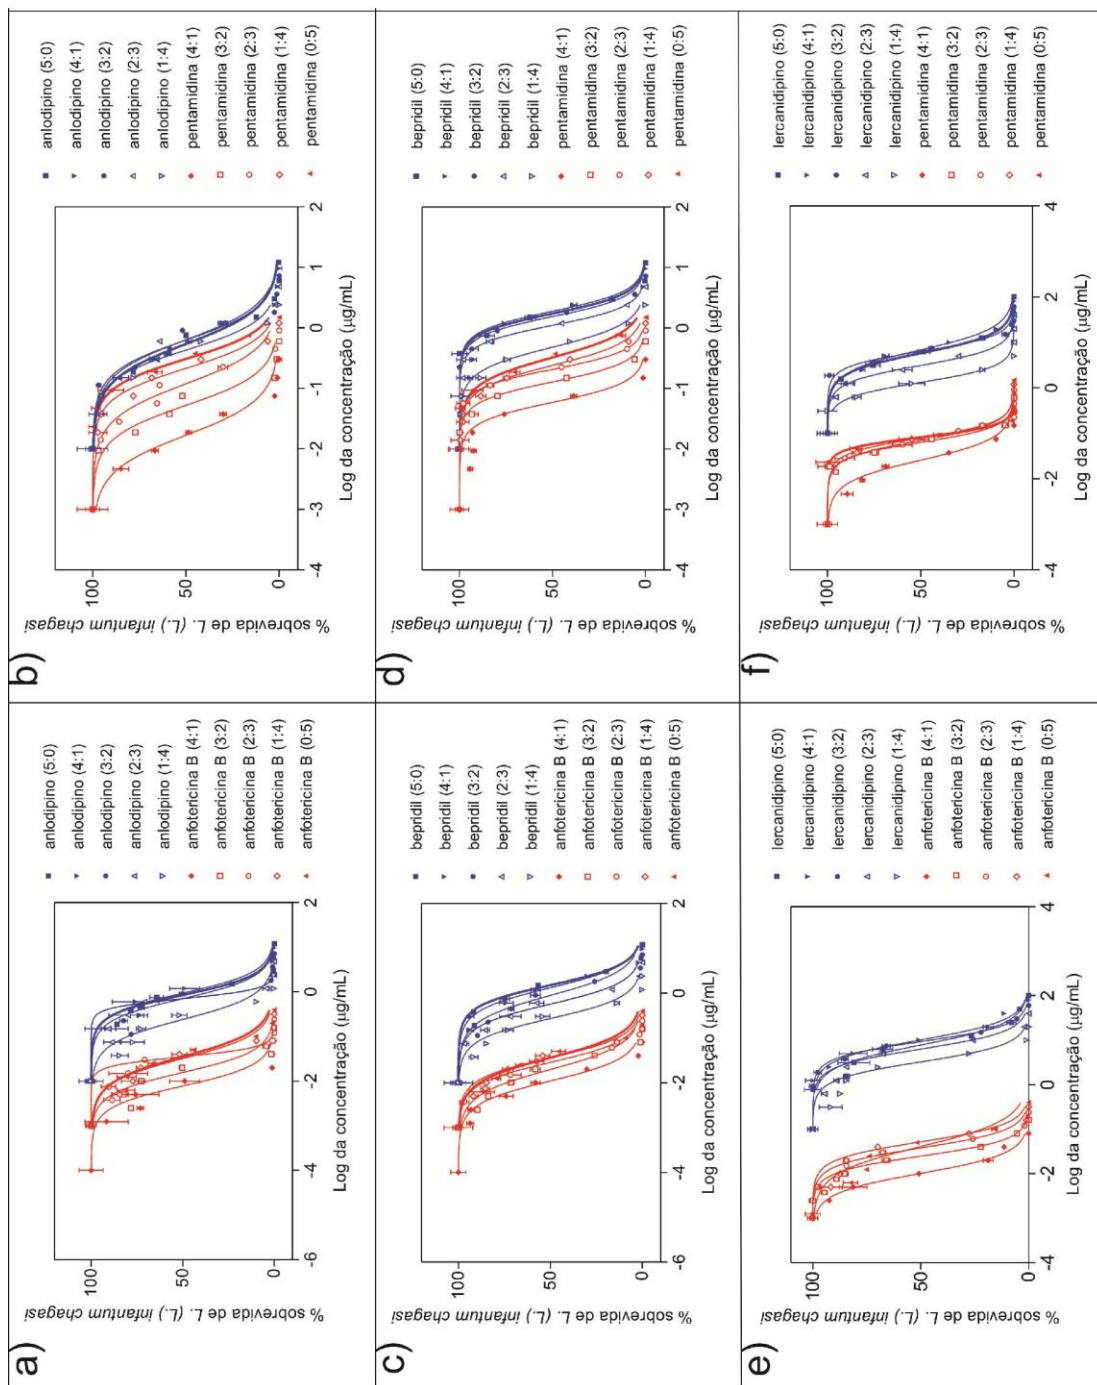 a)
% sobrevida de L. (L.) infantum chagasi
100
50
0
-6 -4 -2 0 2
Log da concentração (µg/mL)
anlodipino (5:0)
anlodipino (4:1)
anlodipino (3:2)
anlodipino (2:3)
anlodipino (1:4)
anfotericina B (4:1)
anfotericina B (3:2)
anfotericina B (2:3)
anfotericina B (1:4)
anfotericina B (0:5)
b)
% sobrevida de L. (L.) infantum chagasi
100
50
0
-4 -3 -2 -1 0 1 2
Log da concentração (µg/mL)
anlodipino (5:0)
anlodipino (4:1)
anlodipino (3:2)
anlodipino (2:3)
anlodipino (1:4)
pentamidina (4:1)
pentamidina (3:2)
pentamidina (2:3)
pentamidina (1:4)
pentamidina (0:5)
c)
% sobrevida de L. (L.) infantum chagasi
100
50
0
-6 -4 -2 0 2
Log da concentração (µg/mL)
bepridil (5:0)
bepridil (4:1)
bepridil (3:2)
bepridil (2:3)
bepridil (1:4)
anfotericina B (4:1)
anfotericina B (3:2)
anfotericina B (2:3)
anfotericina B (1:4)
anfotericina B (0:5)
d)
% sobrevida de L. (L.) infantum chagasi
100
50
0
-4 -3 -2 -1 0 1 2
Log da concentração (µg/mL)
bepridil (5:0)
bepridil (4:1)
bepridil (3:2)
bepridil (2:3)
bepridil (1:4)
pentamidina (4:1)
pentamidina (3:2)
pentamidina (2:3)
pentamidina (1:4)
pentamidina (0:5)
e)
% sobrevida de L. (L.) infantum chagasi
100
50
0
-4 -2 0 2 4
Log da concentração (µg/mL)
lercanidipino (5:0)
lercanidipino (4:1)
lercanidipino (3:2)
lercanidipino (2:3)
lercanidipino (1:4)
anfotericina B (4:1)
anfotericina B (3:2)
anfotericina B (2:3)
anfotericina B (1:4)
anfotericina B (0:5)
f)
% sobrevida de L. (L.) infantum chagasi
100
50
0
-4 -2 0 2 4
Log da concentração (µg/mL)
lercanidipino (5:0)
lercanidipino (4:1)
lercanidipino (3:2)
lercanidipino (2:3)
lercanidipino (1:4)
pentamidina (4:1)
pentamidina (3:2)
pentamidina (2:3)
pentamidina (1:4)
pentamidina (0:5)